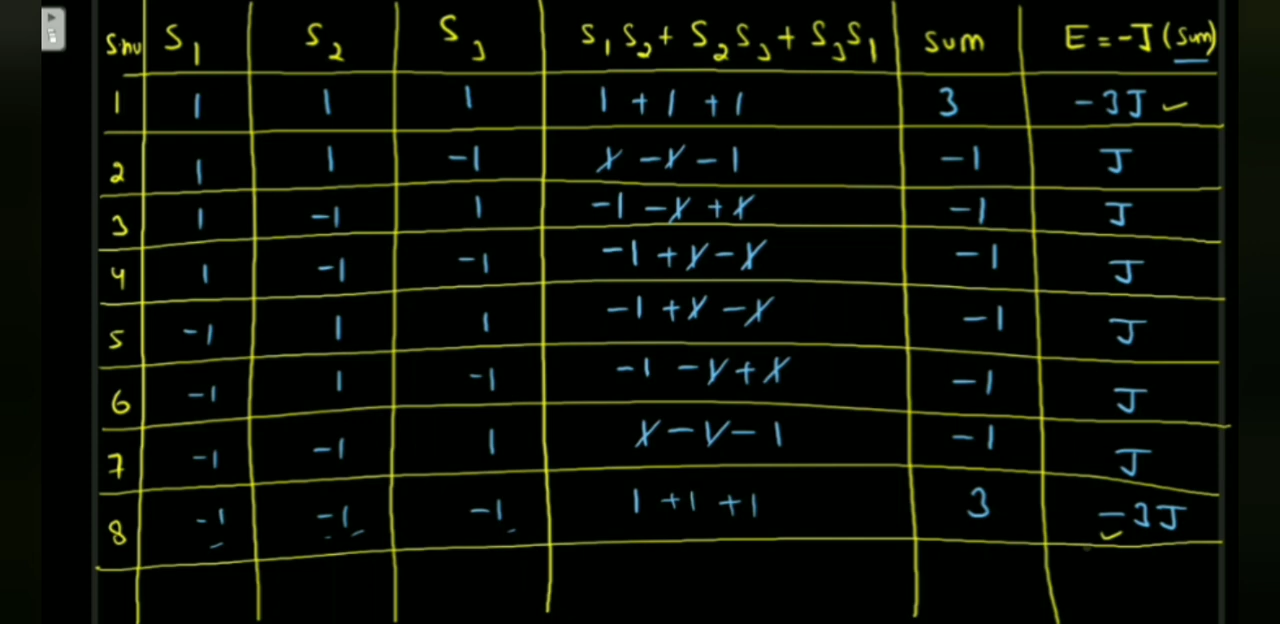 S.nu S₁ S₂ S₃ S₁S₂ + S₂S₃ + S₃S₁ Sum E = -J (Sum)
1 1 1 1 1 + 1 + 1 3 -3J ✓
2 1 1 -1 1 - 1 - 1 -1 J
3 1 -1 1 -1 - 1 + 1 -1 J
4 1 -1 -1 -1 + 1 - 1 -1 J
5 -1 1 1 -1 + 1 - 1 -1 J
6 -1 1 -1 -1 - 1 + 1 -1 J
7 -1 -1 1 1 - 1 - 1 -1 J
8 -1 -1 -1 1 + 1 + 1 3 -3J